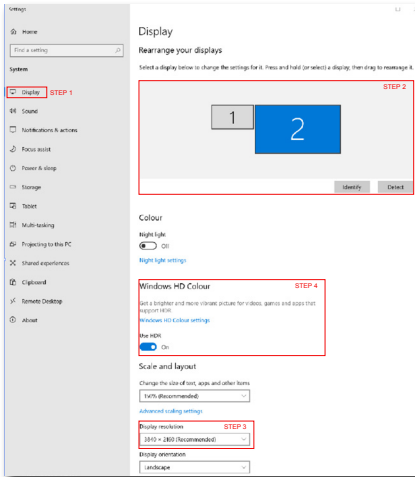 Settings
Home
Find a setting
System
Display STEP 1
Sound
Notifications & actions
Focus assist
Power & sleep
Storage
Tablet
Multi-tasking
Projecting to this PC
Shared experiences
Clipboard
Remote Desktop
About
Display
Rearrange your displays
Select a display below to change the settings for it. Press and hold (or select) a display, then drag to rearrange it.
STEP 2
1 2
Identify Detect
Colour
Night light
Off
Night light settings
Windows HD Colour STEP 4
Get a brighter and more vibrant picture for videos, games and apps that
support HDR.
Windows HD Colour settings
Use HDR
On
Scale and layout
Change the size of text, apps and other items
150% (Recommended)
Advanced scaling settings
Display resolution STEP 3
3840 × 2160 (Recommended)
Display orientation
Landscape